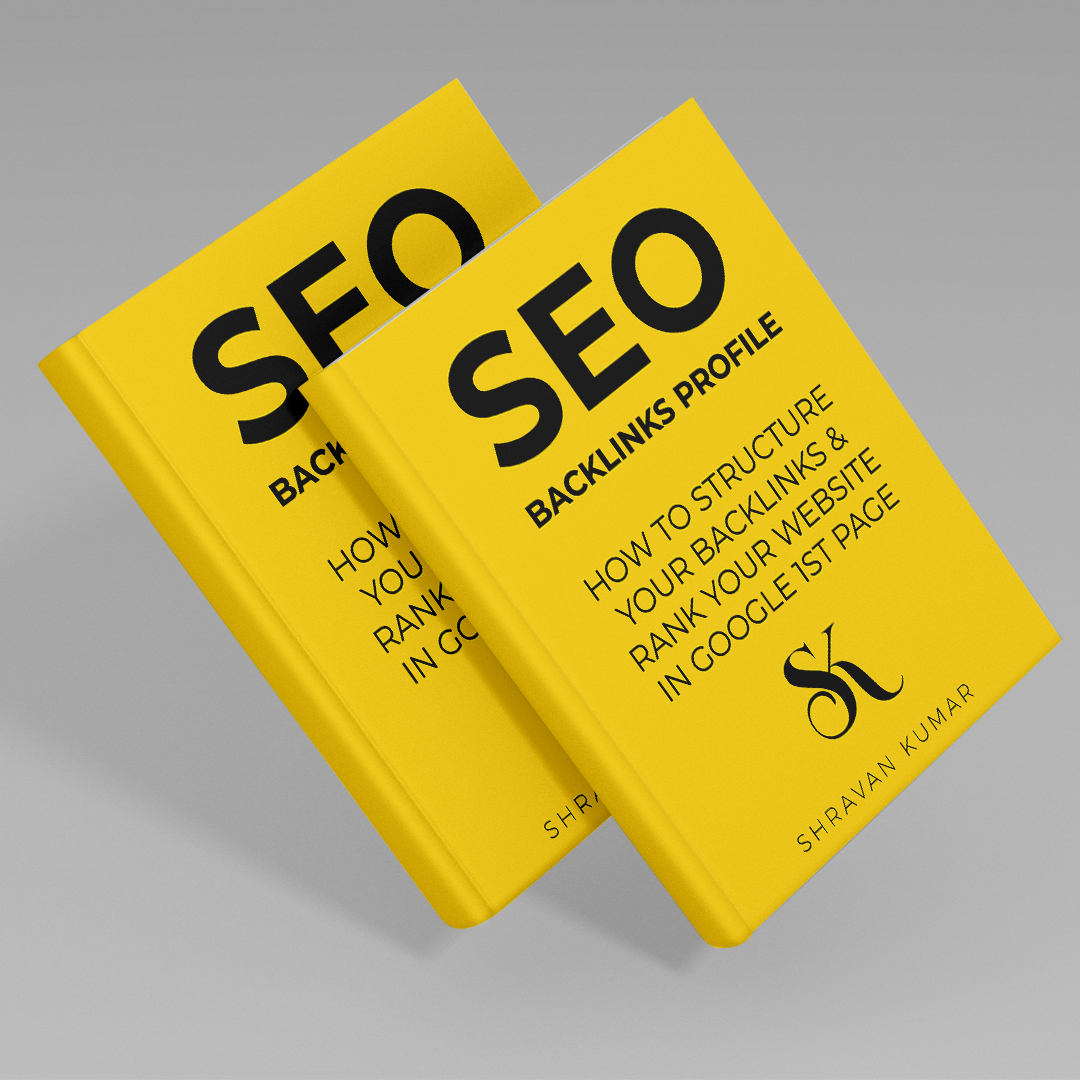 SEO
BACK
HOW
YOU
RANK
IN GO
SHRA
SEO
BACKLINKS PROFILE
HOW TO STRUCTURE
YOUR BACKLINKS &
RANK YOUR WEBSITE
IN GOOGLE 1ST PAGE
SK
SHRAVAN KUMAR